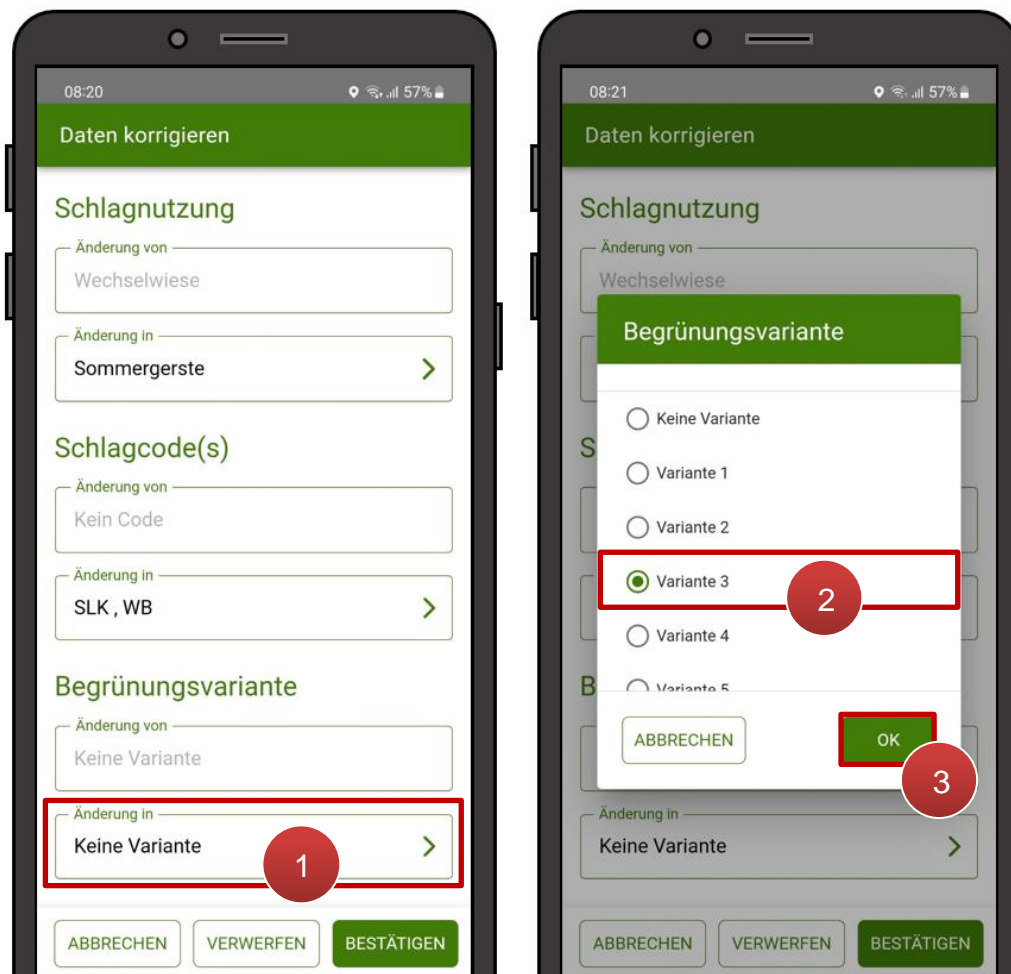 08:20 57%
Daten korrigieren
Schlagnutzung
Änderung von
Wechselwiese
Änderung in
Sommergerste
Schlagcode(s)
Änderung von
Kein Code
Änderung in
SLK , WB
Begrünungsvariante
Änderung von
Keine Variante
Änderung in
Keine Variante
1
ABBRECHEN VERWERFEN BESTÄTIGEN
08:21 57%
Daten korrigieren
Schlagnutzung
Änderung von
Wechselwiese
Begrünungsvariante
Keine Variante
S
Variante 1
Variante 2
Variante 3
2
Variante 4
B
Variante 5
ABBRECHEN OK
3
Änderung in
Keine Variante
ABBRECHEN VERWERFEN BESTÄTIGEN